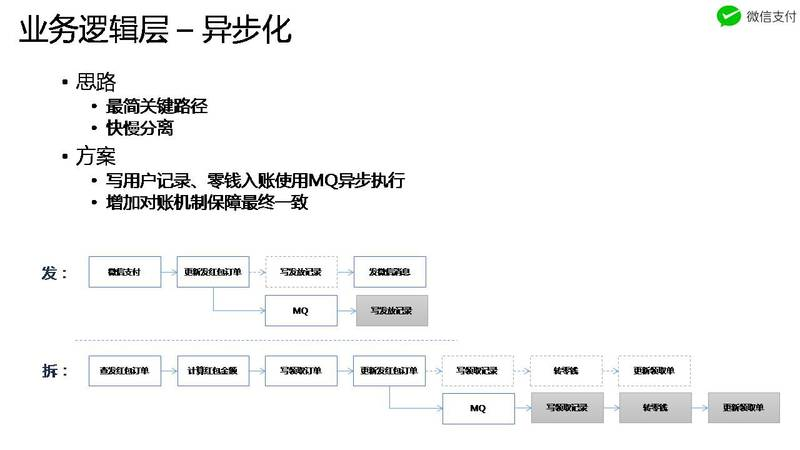 业务逻辑层 – 异步化
微信支付
• 思路
• 最简关键路径
• 快慢分离
• 方案
• 写用户记录、零钱入账使用MQ异步执行
• 增加对账机制保障最终一致
发：
微信支付
更新发红包订单
写发放记录
发微信消息
MQ
写发放记录
拆：
查发红包订单
计算红包金额
写领取订单
更新发红包订单
写领取记录
转零钱
更新领取单
MQ
写领取记录
转零钱
更新领取单